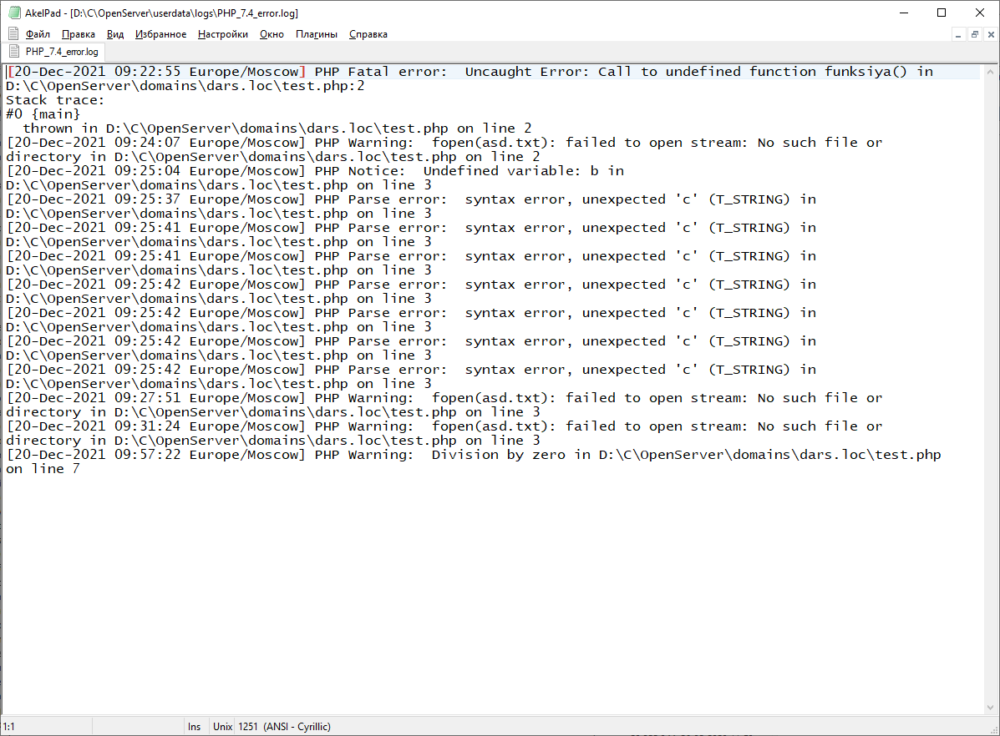 AkelPad - [D:\C\OpenServer\userdata\logs\PHP_7.4_error.log]
Файл Правка Вид Избранное Настройки Окно Плагины Справка
PHP_7.4_error.log
[20-Dec-2021 09:22:55 Europe/Moscow] PHP Fatal error:  Uncaught Error: Call to undefined function funksiya() in
D:\C\OpenServer\domains\dars.loc\test.php:2
Stack trace:
#0 {main}
  thrown in D:\C\OpenServer\domains\dars.loc\test.php on line 2
[20-Dec-2021 09:24:07 Europe/Moscow] PHP Warning:  fopen(asd.txt): failed to open stream: No such file or
directory in D:\C\OpenServer\domains\dars.loc\test.php on line 2
[20-Dec-2021 09:25:04 Europe/Moscow] PHP Notice:  Undefined variable: b in
D:\C\OpenServer\domains\dars.loc\test.php on line 3
[20-Dec-2021 09:25:37 Europe/Moscow] PHP Parse error:  syntax error, unexpected 'c' (T_STRING) in
D:\C\OpenServer\domains\dars.loc\test.php on line 3
[20-Dec-2021 09:25:41 Europe/Moscow] PHP Parse error:  syntax error, unexpected 'c' (T_STRING) in
D:\C\OpenServer\domains\dars.loc\test.php on line 3
[20-Dec-2021 09:25:41 Europe/Moscow] PHP Parse error:  syntax error, unexpected 'c' (T_STRING) in
D:\C\OpenServer\domains\dars.loc\test.php on line 3
[20-Dec-2021 09:25:42 Europe/Moscow] PHP Parse error:  syntax error, unexpected 'c' (T_STRING) in
D:\C\OpenServer\domains\dars.loc\test.php on line 3
[20-Dec-2021 09:25:42 Europe/Moscow] PHP Parse error:  syntax error, unexpected 'c' (T_STRING) in
D:\C\OpenServer\domains\dars.loc\test.php on line 3
[20-Dec-2021 09:25:42 Europe/Moscow] PHP Parse error:  syntax error, unexpected 'c' (T_STRING) in
D:\C\OpenServer\domains\dars.loc\test.php on line 3
[20-Dec-2021 09:25:42 Europe/Moscow] PHP Parse error:  syntax error, unexpected 'c' (T_STRING) in
D:\C\OpenServer\domains\dars.loc\test.php on line 3
[20-Dec-2021 09:27:51 Europe/Moscow] PHP Warning:  fopen(asd.txt): failed to open stream: No such file or
directory in D:\C\OpenServer\domains\dars.loc\test.php on line 3
[20-Dec-2021 09:31:24 Europe/Moscow] PHP Warning:  fopen(asd.txt): failed to open stream: No such file or
directory in D:\C\OpenServer\domains\dars.loc\test.php on line 3
[20-Dec-2021 09:57:22 Europe/Moscow] PHP Warning:  Division by zero in D:\C\OpenServer\domains\dars.loc\test.php
on line 7
1:1 Ins Unix 1251 (ANSI - Cyrillic)